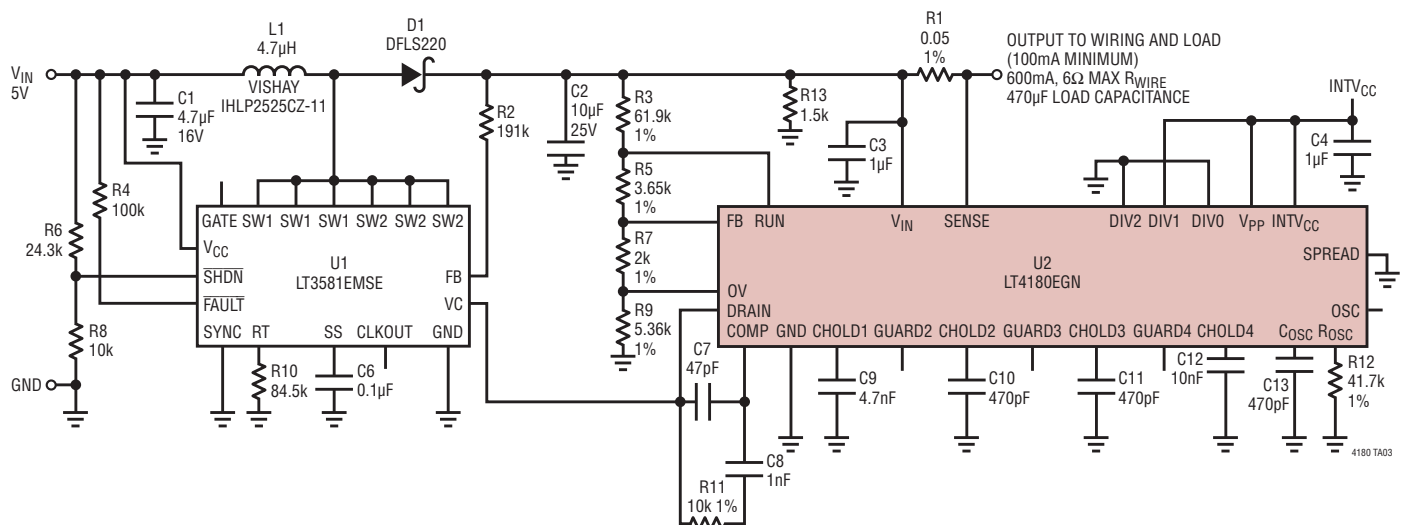 L1
4.7µH
VISHAY
IHLP2525CZ-11
D1
DFLS220
VIN
5V
C1
4.7µF
16V
R2
191k
C2
10µF
25V
R3
61.9k
1%
R13
1.5k
R1
0.05
1%
OUTPUT TO WIRING AND LOAD
(100mA MINIMUM)
600mA, 6Ω MAX RWIRE
470µF LOAD CAPACITANCE
INTVCC
C3
1µF
C4
1µF
R4
100k
R6
24.3k
R5
3.65k
1%
GATE SW1 SW1 SW1 SW2 SW2 SW2
VCC
U1
LT3581EMSE
SHDN
FB
FAULT
VC
SYNC RT SS CLKOUT GND
R8
10k
GND
R10
84.5k
C6
0.1µF
R7
2k
1%
R9
5.36k
1%
FB RUN VIN SENSE DIV2 DIV1 DIV0 VPP INTVCC
U2
LT4180EGN
SPREAD
OV
DRAIN
OSC
COMP GND CHOLD1 GUARD2 CHOLD2 GUARD3 CHOLD3 GUARD4 CHOLD4 COSC ROSC
C7
47pF
C8
1nF
R11
10k 1%
C9
4.7nF
C10
470pF
C11
470pF
C12
10nF
C13
470pF
R12
41.7k
1%
4180 TA03